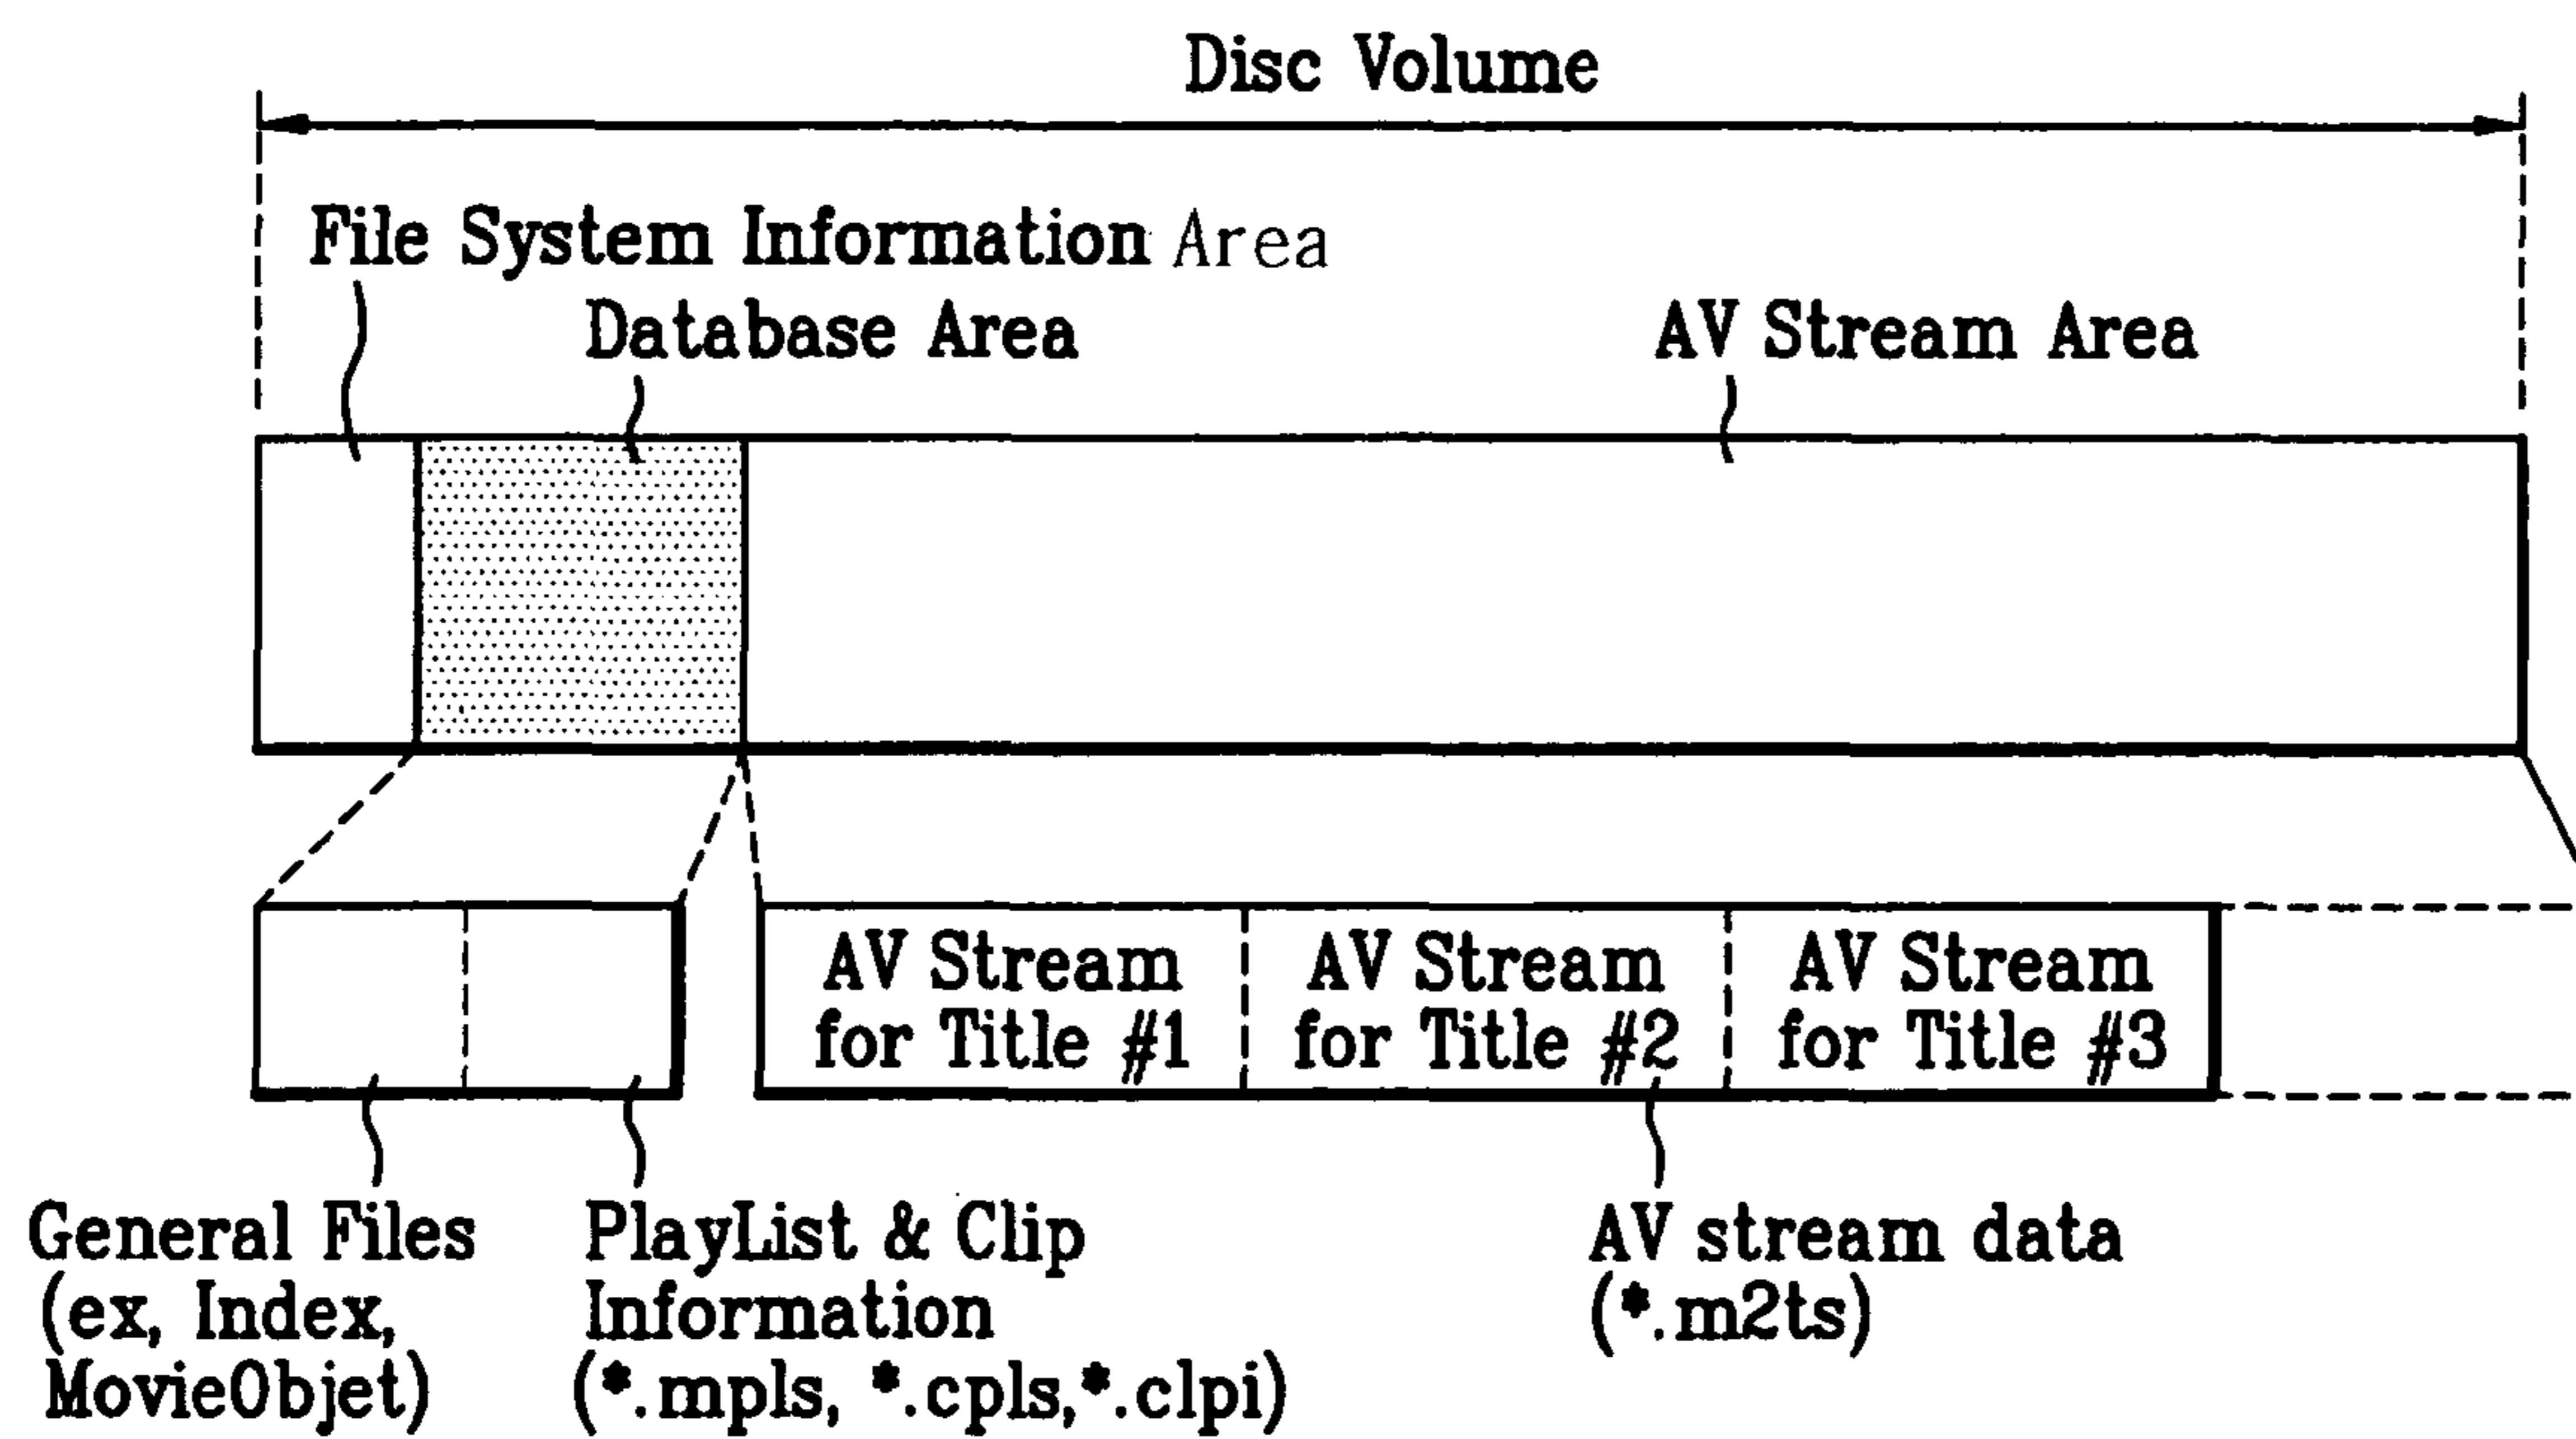 Disc Volume
File System Information Area
Database Area
AV Stream Area
AV Stream
for Title #1
AV Stream
for Title #2
AV Stream
for Title #3
General Files
(ex, Index,
MovieObjet)
PlayList & Clip
Information
(*.mpls, *.cpls,*.clpi)
AV stream data
(*.m2ts)